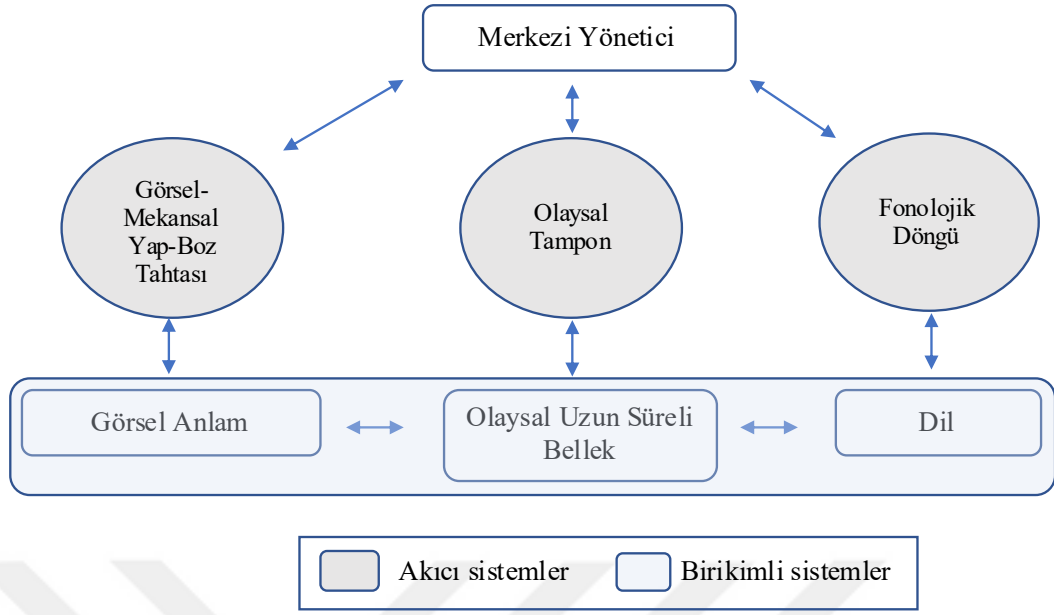 Merkezi Yönetici
Görsel-
Mekansal
Yap-Boz
Tahtası
Olaysal
Tampon
Fonolojik
Döngü
Görsel Anlam
Olaysal Uzun Süreli
Bellek
Dil
Akıcı sistemler
Birikimli sistemler